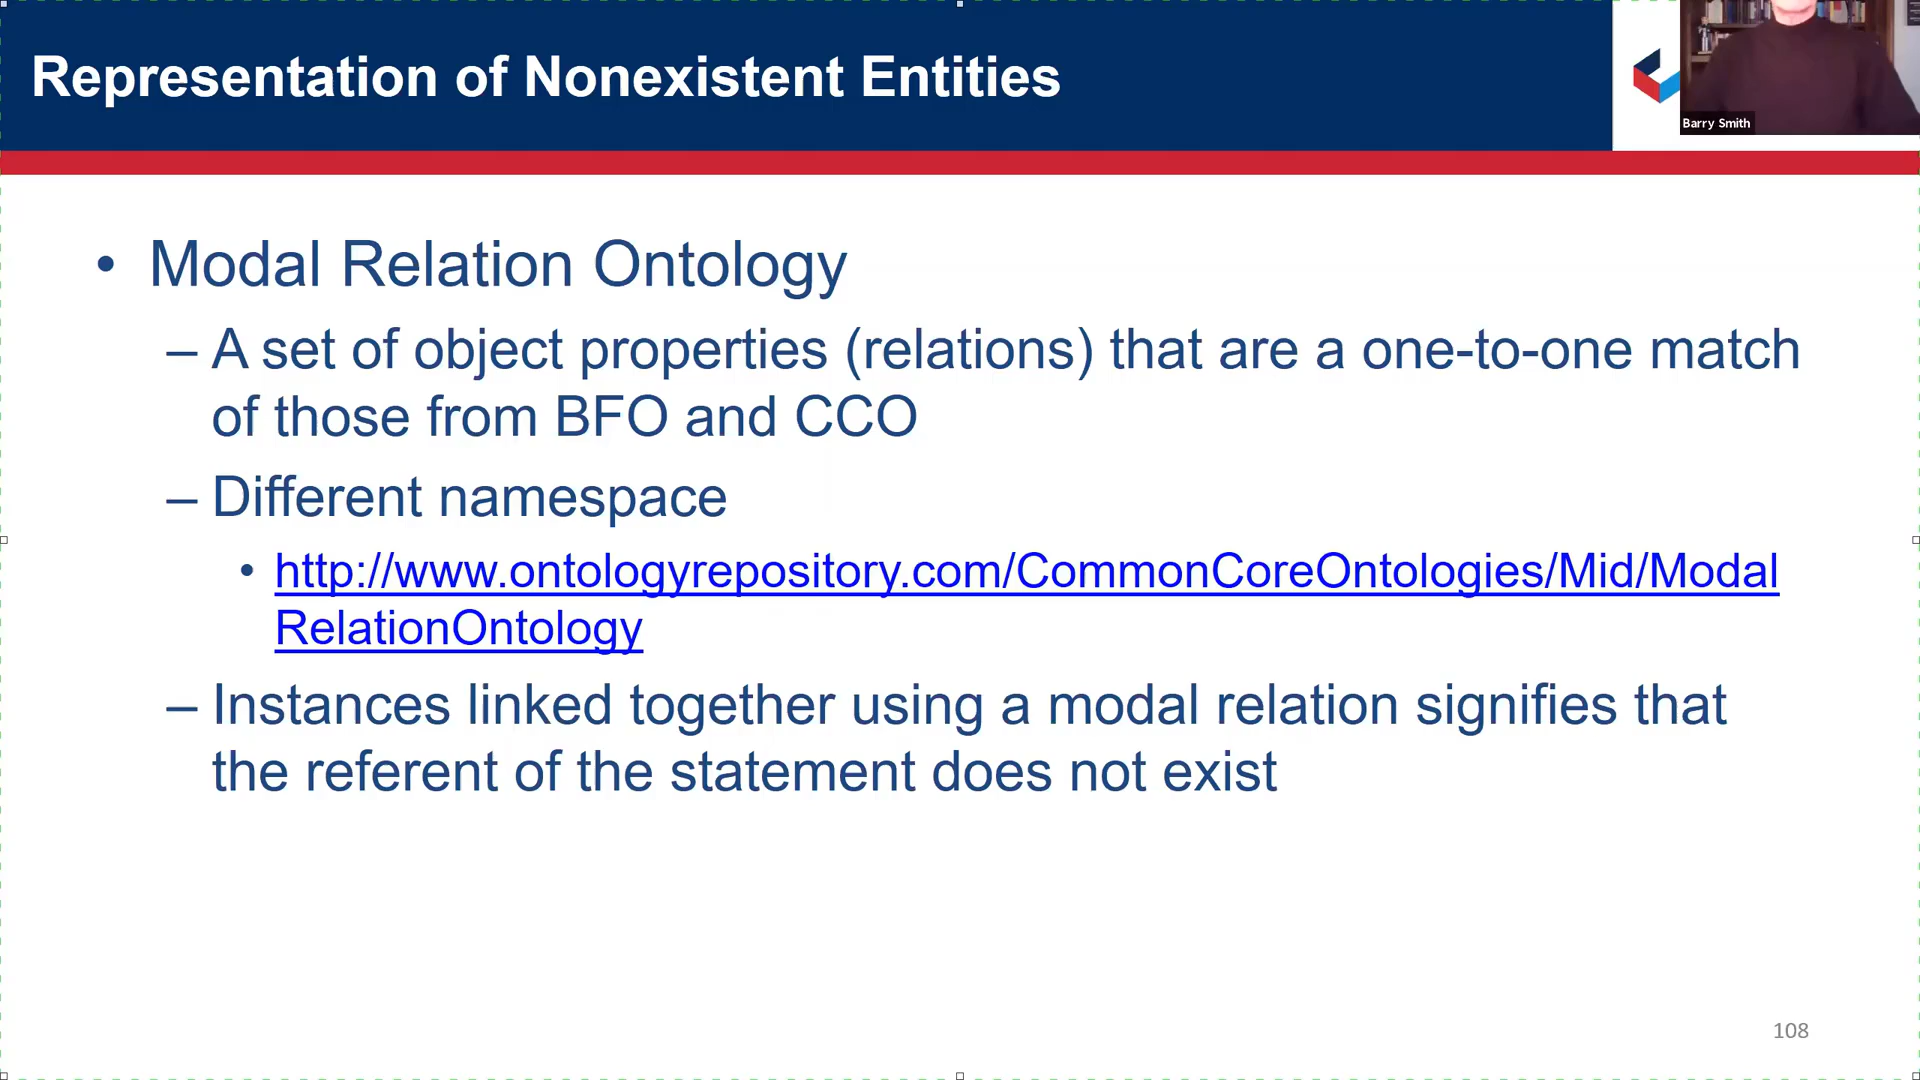 Representation of Nonexistent Entities
Barry Smith
• Modal Relation Ontology
– A set of object properties (relations) that are a one-to-one match
of those from BFO and CCO
– Different namespace
• http://www.ontologyrepository.com/CommonCoreOntologies/Mid/Modal
RelationOntology
– Instances linked together using a modal relation signifies that
the referent of the statement does not exist
108